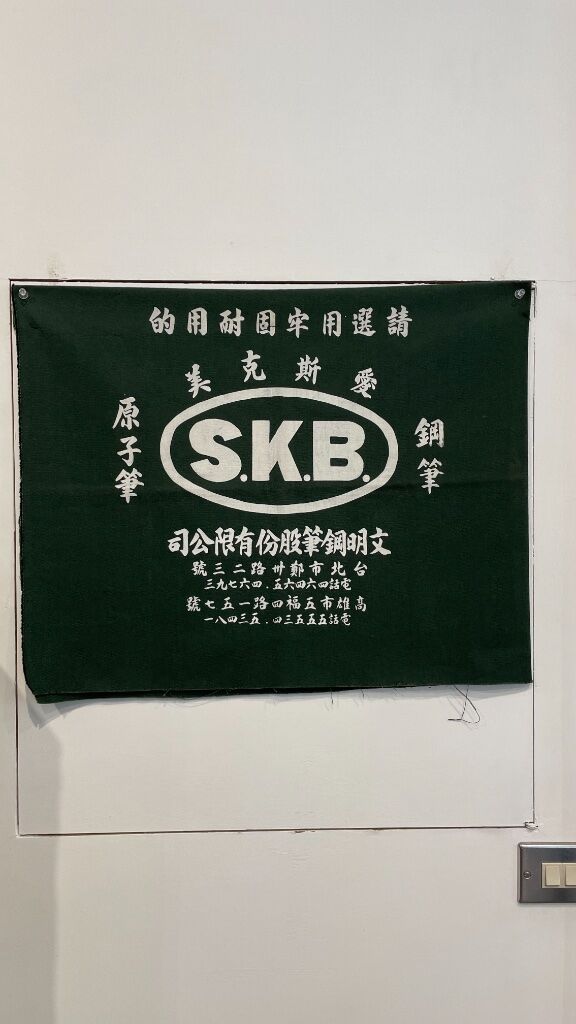 請選用牢固耐用的
愛斯克美
鋼筆
S.K.B.
原子筆
文明鋼筆股份有限公司
台北市鄭州路二三號
電話四六四六五.四六七九三
高雄市五福四路一五七號
電話五五五三四.五三四八一